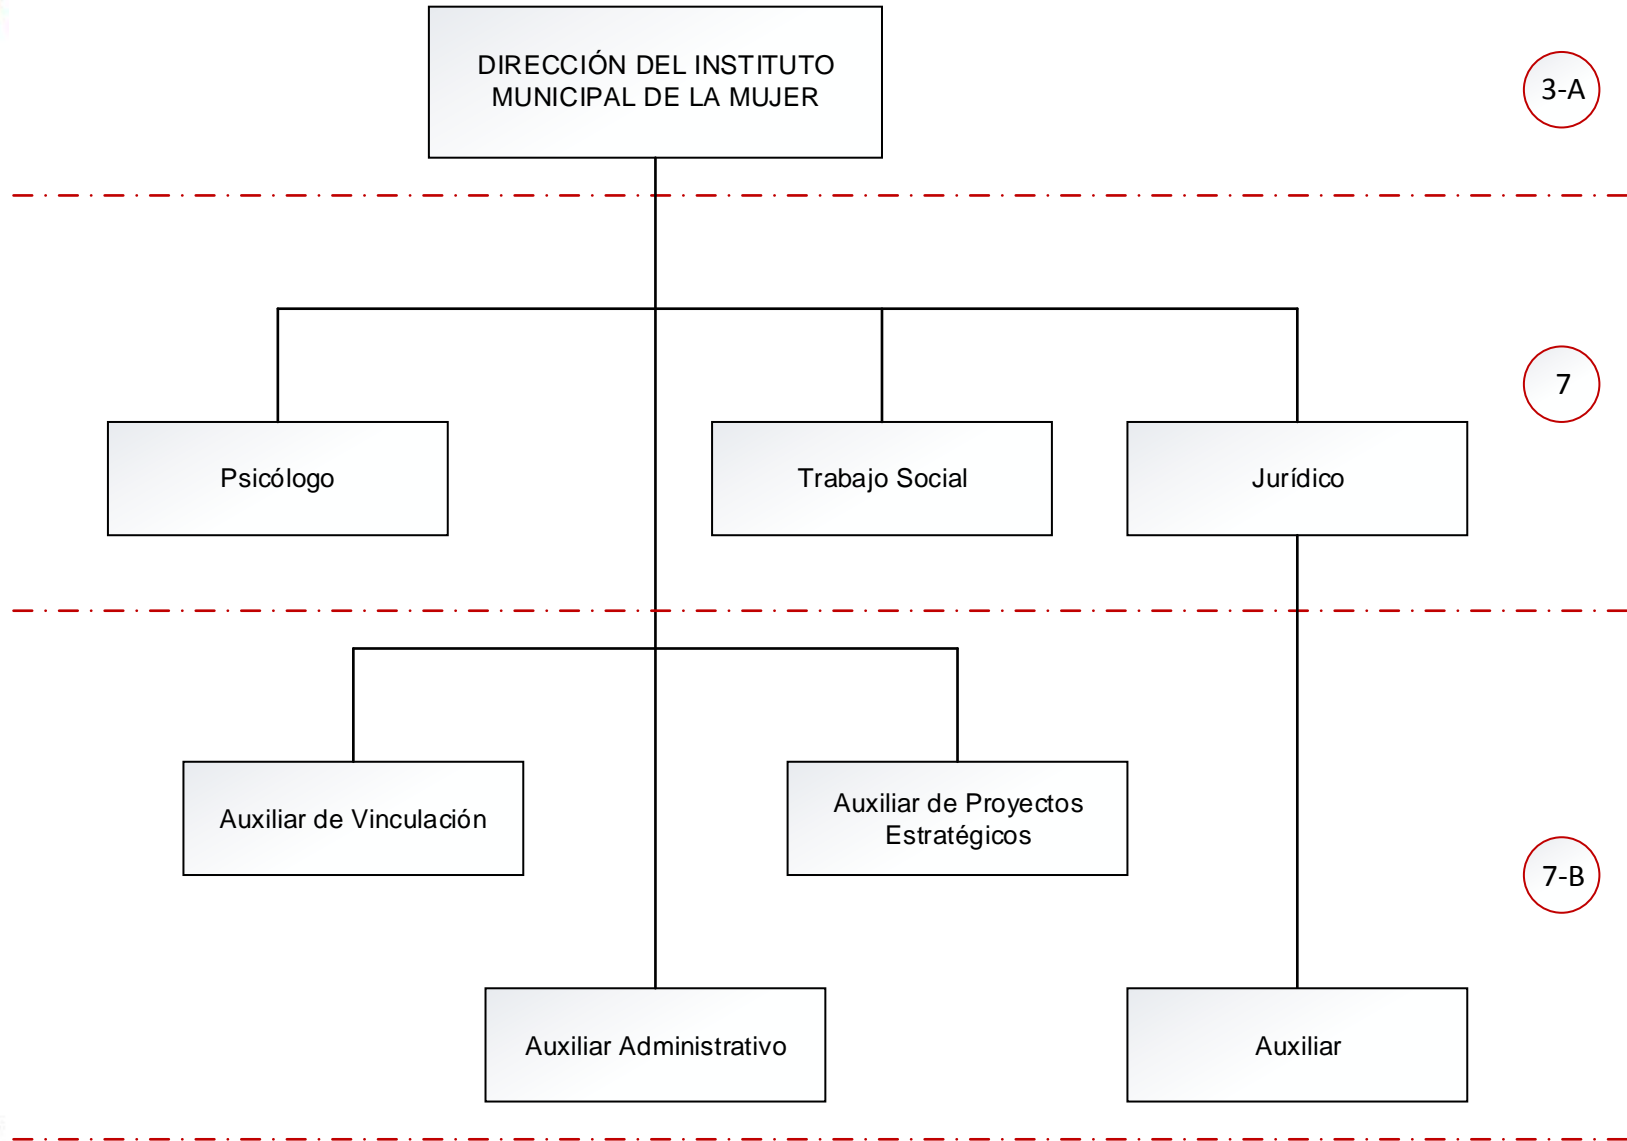 DIRECCIÓN DEL INSTITUTO
MUNICIPAL DE LA MUJER
3-A
7
Psicólogo
Trabajo Social
Jurídico
Auxiliar de Vinculación
Auxiliar de Proyectos
Estratégicos
7-B
Auxiliar Administrativo
Auxiliar